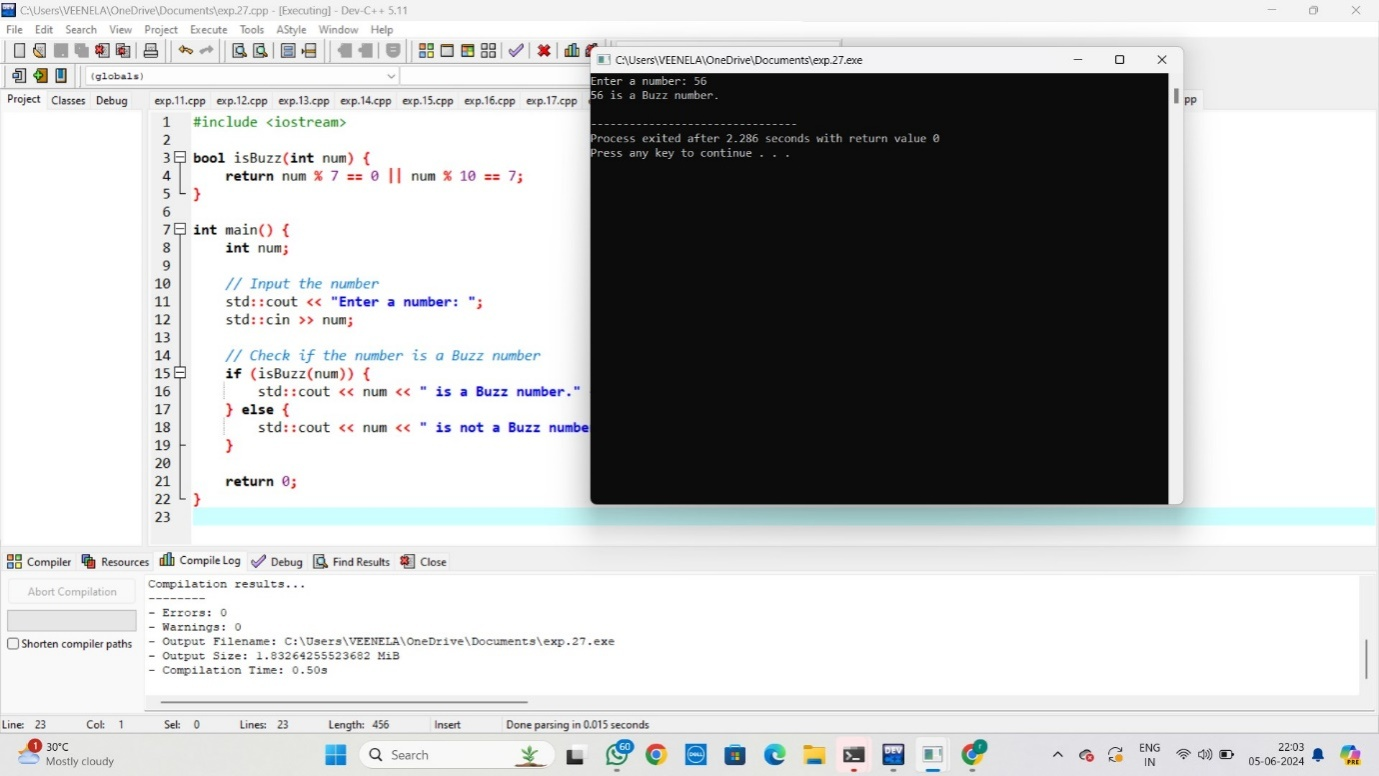 C:\Users\VEENELA\OneDrive\Documents\exp.27.cpp - [Executing] - Dev-C++ 5.11
File Edit Search View Project Execute Tools AStyle Window Help
(globals)
Project Classes Debug exp.11.cpp exp.12.cpp exp.13.cpp exp.14.cpp exp.15.cpp exp.16.cpp exp.17.cpp pp
1 #include <iostream>
2
3 bool isBuzz(int num) {
4 return num % 7 == 0 || num % 10 == 7;
5 }
6
7 int main() {
8 int num;
9
10 // Input the number
11 std::cout << "Enter a number: ";
12 std::cin >> num;
13
14 // Check if the number is a Buzz number
15 if (isBuzz(num)) {
16 std::cout << num << " is a Buzz number."
17 } else {
18 std::cout << num << " is not a Buzz numbe
19 }
20
21 return 0;
22 }
23
C:\Users\VEENELA\OneDrive\Documents\exp.27.exe
Enter a number: 56
56 is a Buzz number.
--------------------------------
Process exited after 2.286 seconds with return value 0
Press any key to continue . . .
Compiler Resources Compile Log Debug Find Results Close
Abort Compilation
Shorten compiler paths
Compilation results...
--------
- Errors: 0
- Warnings: 0
- Output Filename: C:\Users\VEENELA\OneDrive\Documents\exp.27.exe
- Output Size: 1.83264255523682 MiB
- Compilation Time: 0.50s
Line: 23 Col: 1 Sel: 0 Lines: 23 Length: 456 Insert Done parsing in 0.015 seconds
1
30°C
Mostly cloudy
Search
60
DELL
DEV
ENG
IN
22:03
05-06-2024
PRE